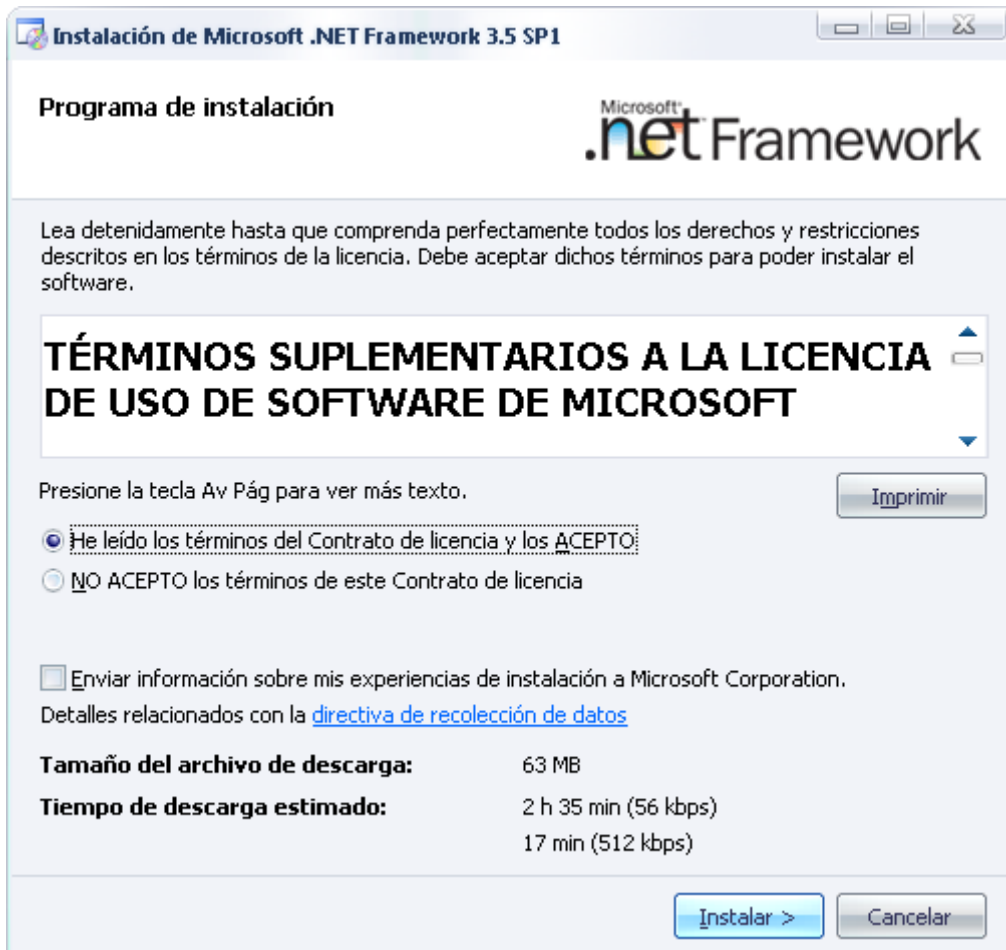 Instalación de Microsoft .NET Framework 3.5 SP1
Programa de instalación
Microsoft
.net Framework
Lea detenidamente hasta que comprenda perfectamente todos los derechos y restricciones
descritos en los términos de la licencia. Debe aceptar dichos términos para poder instalar el
software.
TÉRMINOS SUPLEMENTARIOS A LA LICENCIA
DE USO DE SOFTWARE DE MICROSOFT
Presione la tecla Av Pág para ver más texto.
Imprimir
He leído los términos del Contrato de licencia y los ACEPTO
NO ACEPTO los términos de este Contrato de licencia
Enviar información sobre mis experiencias de instalación a Microsoft Corporation.
Detalles relacionados con la directiva de recolección de datos
Tamaño del archivo de descarga: 63 MB
Tiempo de descarga estimado: 2 h 35 min (56 kbps)
17 min (512 kbps)
Instalar > Cancelar